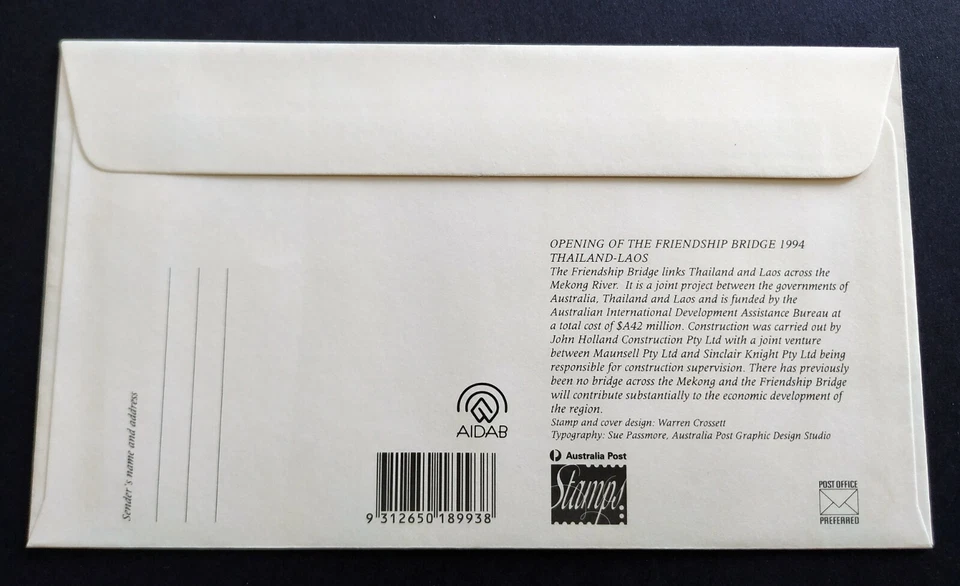 OPENING OF THE FRIENDSHIP BRIDGE 1994
THAILAND-LAOS
The Friendship Bridge links Thailand and Laos across the
Mekong River. It is a joint project between the governments of
Australia, Thailand and Laos and is funded by the
Australian International Development Assistance Bureau at
a total cost of $A42 million. Construction was carried out by
John Holland Construction Pty Ltd with a joint venture
between Maunsell Pty Ltd and Sinclair Knight Pty Ltd being
responsible for construction supervision. There has previously
been no bridge across the Mekong and the Friendship Bridge
will contribute substantially to the economic development of
the region.
Stamp and cover design: Warren Crossett
Typography: Sue Passmore, Australia Post Graphic Design Studio
Sender's name and address
AIDAB
9 312650 189938
Australia Post
Stamps!
POST OFFICE
PREFERRED